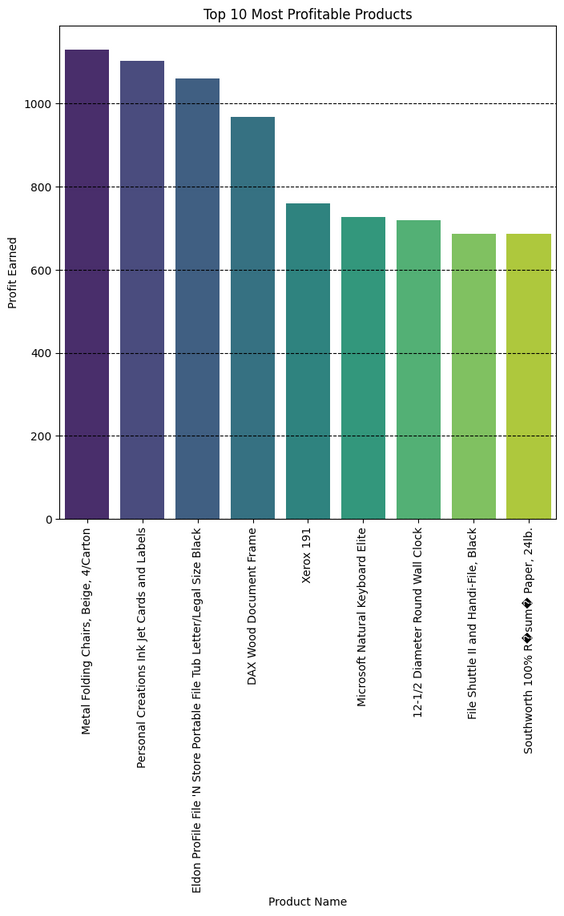 Top 10 Most Profitable Products
Profit Earned
1000
800
600
400
200
0
Metal Folding Chairs, Beige, 4/Carton
Personal Creations Ink Jet Cards and Labels
Eldon ProFile File 'N Store Portable File Tub Letter/Legal Size Black
DAX Wood Document Frame
Xerox 191
Microsoft Natural Keyboard Elite
12-1/2 Diameter Round Wall Clock
File Shuttle II and Handi-File, Black
Southworth 100% R�sum� Paper, 24lb.
Product Name